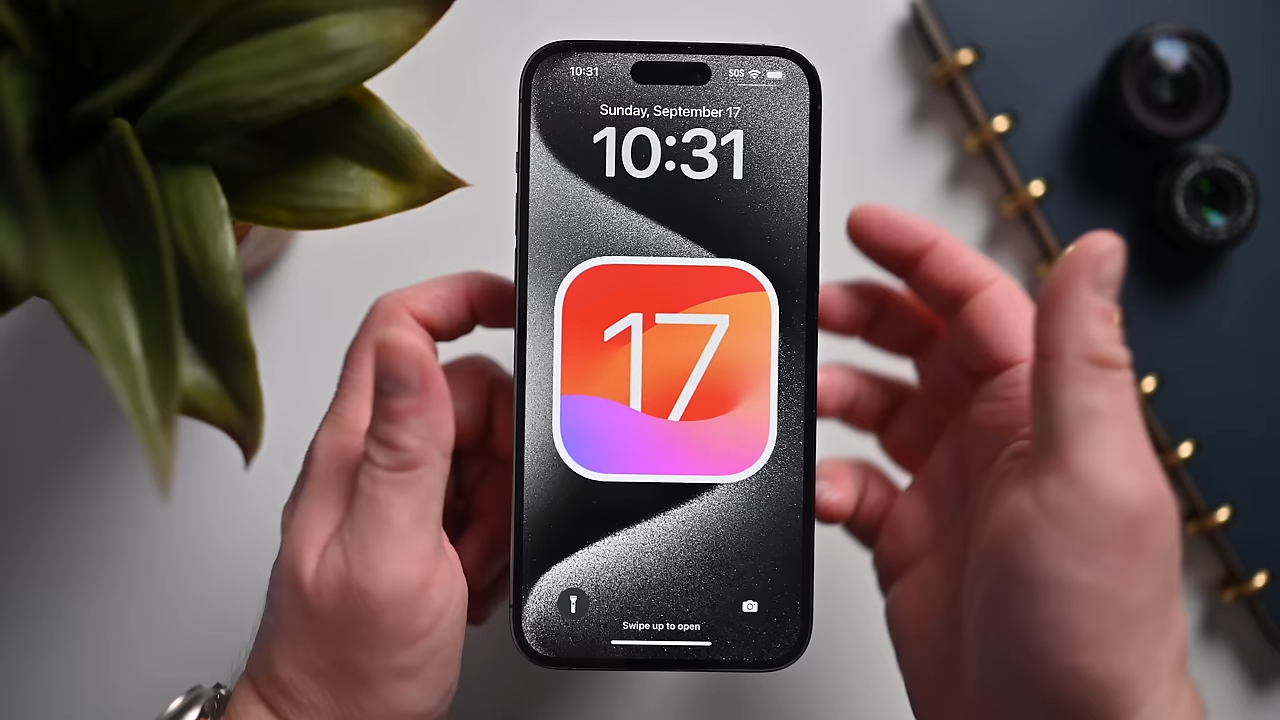 10:31 SOS
Sunday, September 17
10:31
17
Swipe up to open